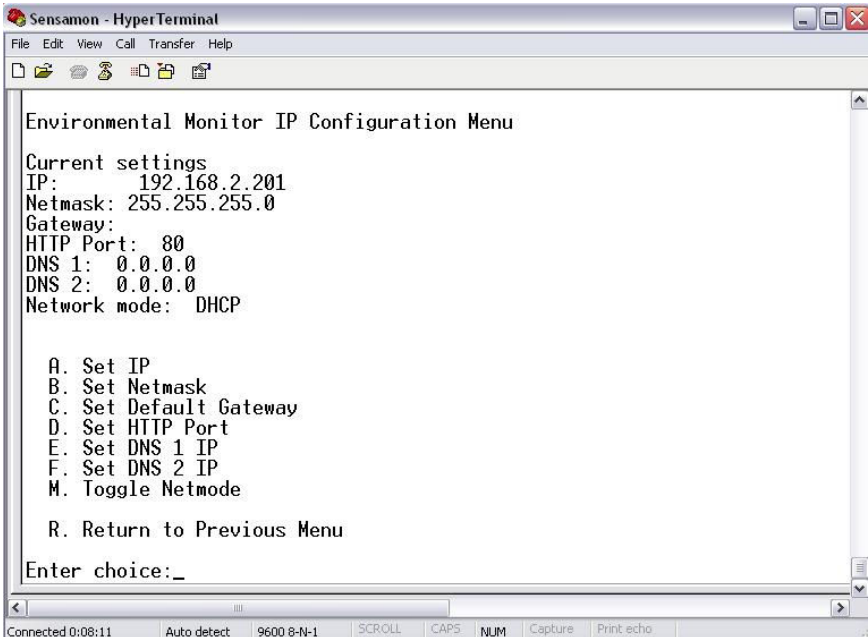 Sensamon - HyperTerminal
File Edit View Call Transfer Help
Environmental Monitor IP Configuration Menu
Current settings
IP: 192.168.2.201
Netmask: 255.255.255.0
Gateway:
HTTP Port: 80
DNS 1: 0.0.0.0
DNS 2: 0.0.0.0
Network mode: DHCP
A. Set IP
B. Set Netmask
C. Set Default Gateway
D. Set HTTP Port
E. Set DNS 1 IP
F. Set DNS 2 IP
M. Toggle Netmode
R. Return to Previous Menu
Enter choice:_
Connected 0:08:11 Auto detect 9600 8-N-1 SCROLL CAPS NUM Capture Print echo